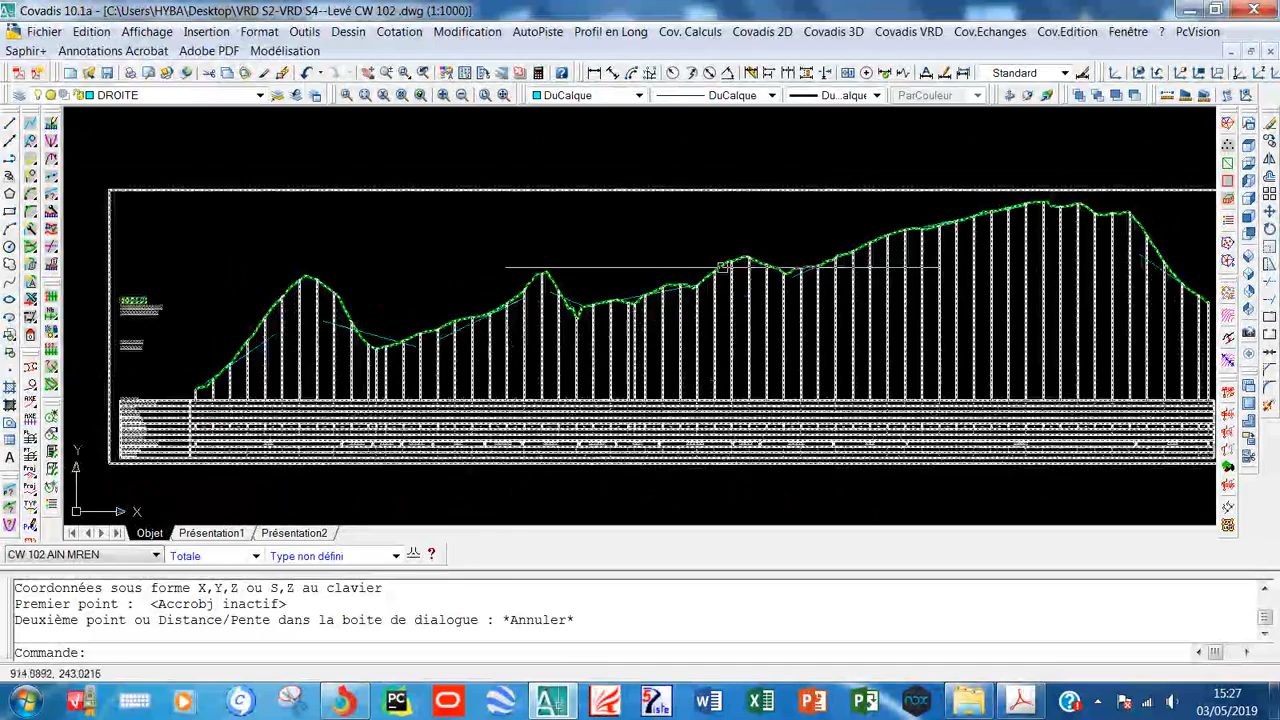 Covadis 10.1a - [C:\Users\HYBA\Desktop\VRD S2-VRD S4--Levé CW 102 .dwg (1:1000)]
Fichier Edition Affichage Insertion Format Outils Dessin Cotation Modification AutoPiste Profil en Long Cov. Calculs Covadis 2D Covadis 3D Covadis VRD Cov.Echanges Cov.Edition Fenêtre ? PcVision
Saphir+ Annotations Acrobat Adobe PDF Modélisation
Standard
DROITE DuCalque DuCalque Du...alque ParCouleur
Y
X
Objet Présentation1 Présentation2
CW 102 AIN MREN Totale Type non défini
Coordonnées sous forme X,Y,Z ou S,Z au clavier
Premier point : <Accrobj inactif>
Deuxième point ou Distance/Pente dans la boite de dialogue : *Annuler*
Commande:
914.0892, 243.0216
15:27
03/05/2019